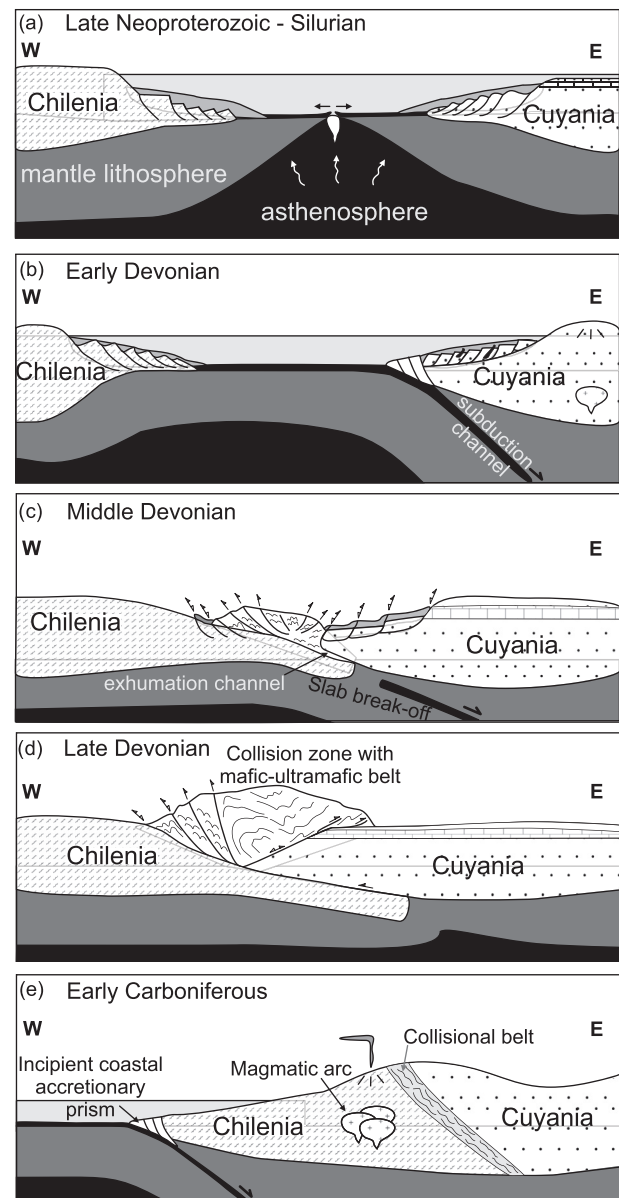 (a) Late Neoproterozoic - Silurian
W E
Chilenia Cuyania
mantle lithosphere
asthenosphere
(b) Early Devonian
W E
Chilenia Cuyania
subduction
channel
(c) Middle Devonian
W E
Chilenia
Cuyania
exhumation channel
Slab break-off
(d) Late Devonian
Collision zone with
mafic-ultramafic belt
W E
Chilenia
Cuyania
(e) Early Carboniferous
W E
Collisional belt
Incipient coastal
accretionary
prism
Magmatic arc
Chilenia Cuyania